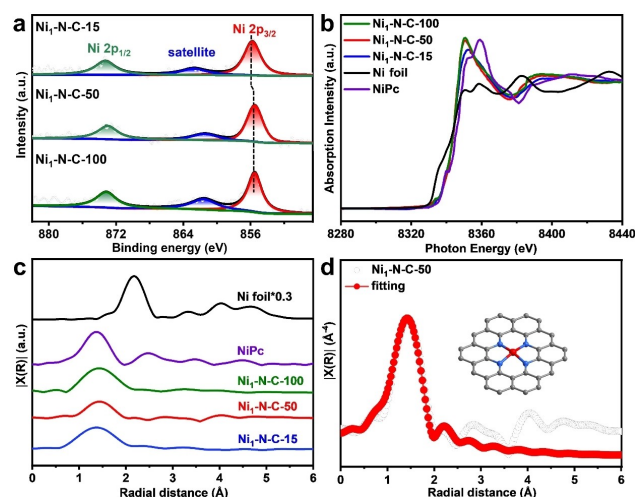 a
Ni₁-N-C-15
Ni 2p₃/₂
Ni 2p₁/₂
satellite
Ni₁-N-C-50
Ni₁-N-C-100
Intensity (a.u.)
880 872 864 856
Binding energy (eV)
b
Ni₁-N-C-100
Ni₁-N-C-50
Ni₁-N-C-15
Ni foil
NiPc
Absorption Intensity (a.u.)
8280 8320 8360 8400 8440
Photon Energy (eV)
c
Ni foil*0.3
NiPc
Ni₁-N-C-100
Ni₁-N-C-50
Ni₁-N-C-15
|X(R)| (a.u.)
0 1 2 3 4 5 6
Radial distance (Å)
d
Ni₁-N-C-50
fitting
|X(R)| (Å⁻⁴)
0 1 2 3 4 5 6
Radial distance (Å)